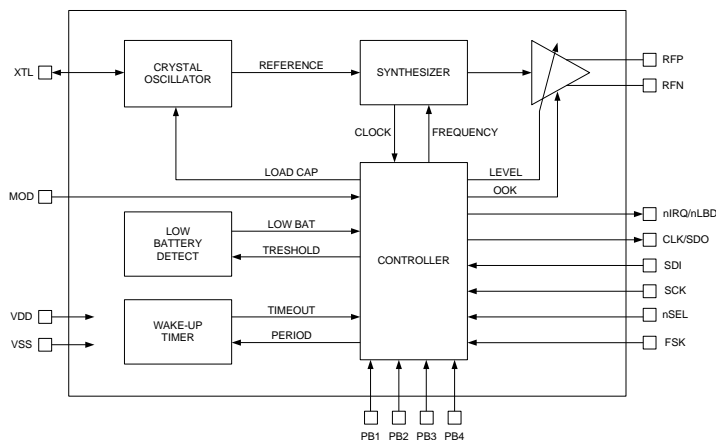 XTL
CRYSTAL
OSCILLATOR
REFERENCE
SYNTHESIZER
RFP
RFN
CLOCK
FREQUENCY
LOAD CAP
LEVEL
OOK
MOD
LOW
BATTERY
DETECT
LOW BAT
TRESHOLD
CONTROLLER
nIRQ/nLBD
CLK/SDO
SDI
SCK
nSEL
FSK
VDD
VSS
WAKE-UP
TIMER
TIMEOUT
PERIOD
PB1 PB2 PB3 PB4